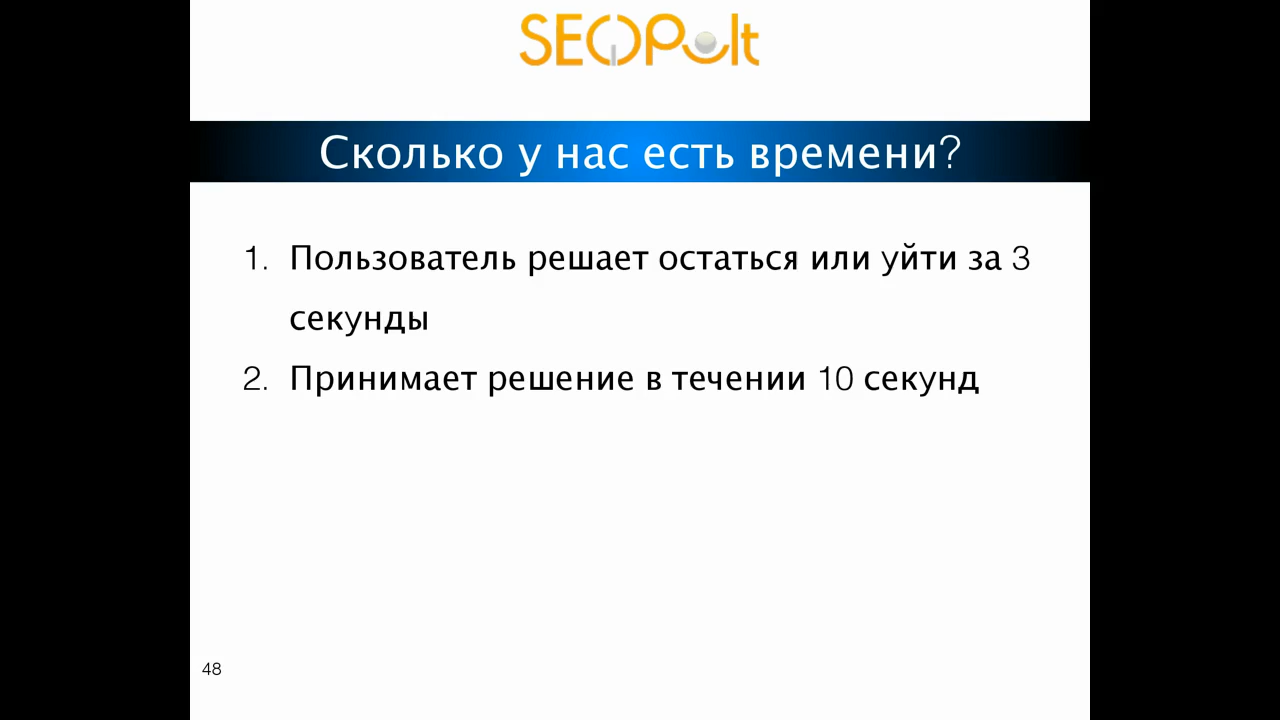 SEOPult
Сколько у нас есть времени?
1. Пользователь решает остаться или уйти за 3
секунды
2. Принимает решение в течении 10 секунд
48